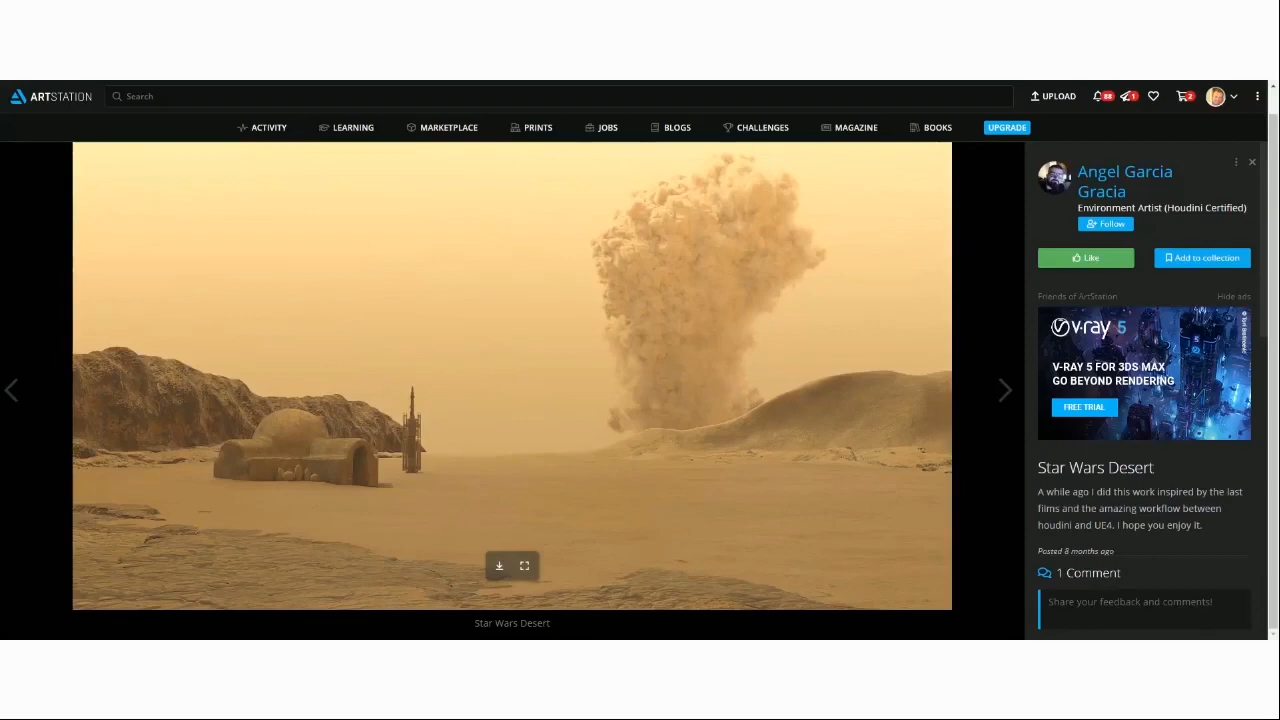 ARTSTATION
Search
UPLOAD
88
1
2
ACTIVITY
LEARNING
MARKETPLACE
PRINTS
JOBS
BLOGS
CHALLENGES
MAGAZINE
BOOKS
UPGRADE
Angel Garcia
Gracia
Environment Artist (Houdini Certified)
Follow
Like
Add to collection
Friends of ArtStation
Hide ads
v-ray 5
V-RAY 5 FOR 3DS MAX
GO BEYOND RENDERING
FREE TRIAL
Star Wars Desert
A while ago I did this work inspired by the last
films and the amazing workflow between
houdini and UE4. I hope you enjoy it.
Posted 8 months ago
1 Comment
Share your feedback and comments!
Star Wars Desert